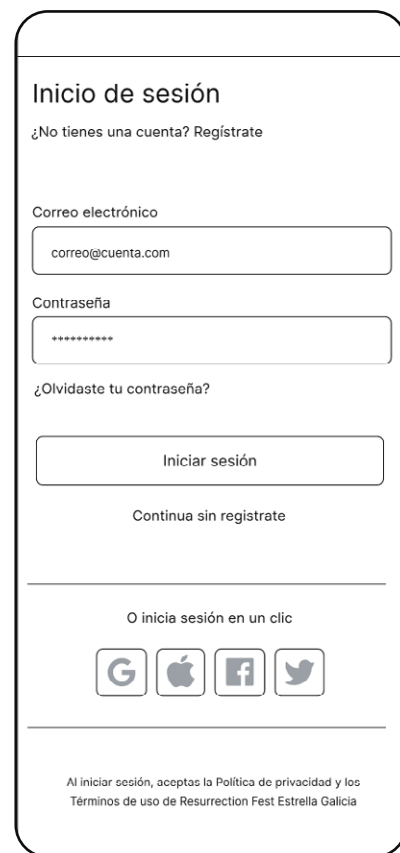 Inicio de sesión
¿No tienes una cuenta? Regístrate
Correo electrónico
correo@cuenta.com
Contraseña
**********
¿Olvidaste tu contraseña?
Iniciar sesión
Continua sin registrate
O inicia sesión en un clic
Al iniciar sesión, aceptas la Política de privacidad y los
Términos de uso de Resurrection Fest Estrella Galicia